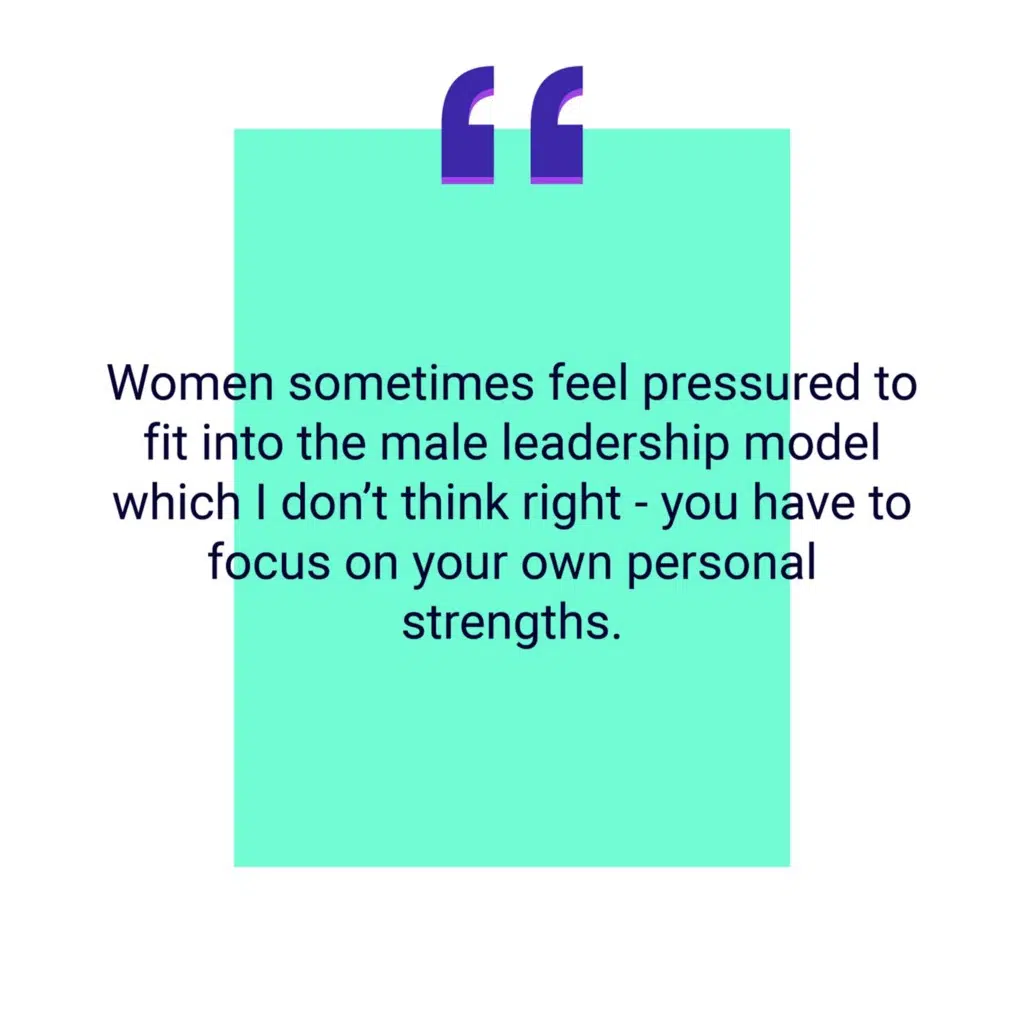 Women sometimes feel pressured to
fit into the male leadership model
which I don’t think right - you have to
focus on your own personal
strengths.